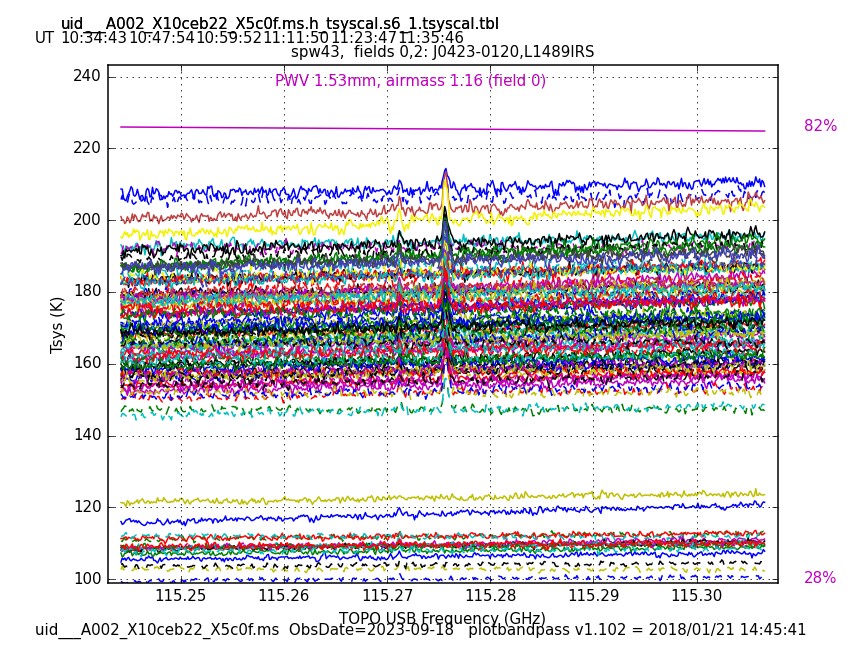 uid___A002_X10ceb22_X5c0f.ms.h_tsyscal.s6_1.tsyscal.tbl
UT 10:34:43 10:47:54 10:59:52 11:11:50 11:23:47 11:35:46
spw43, fields 0,2: J0423-0120,L1489IRS
PWV 1.53mm, airmass 1.16 (field 0)
240
220
200
180
160
140
120
100
Tsys (K)
82%
28%
115.25 115.26 115.27 115.28 115.29 115.30
TOPO USB Frequency (GHz)
uid___A002_X10ceb22_X5c0f.ms ObsDate=2023-09-18 plotbandpass v1.102 = 2018/01/21 14:45:41